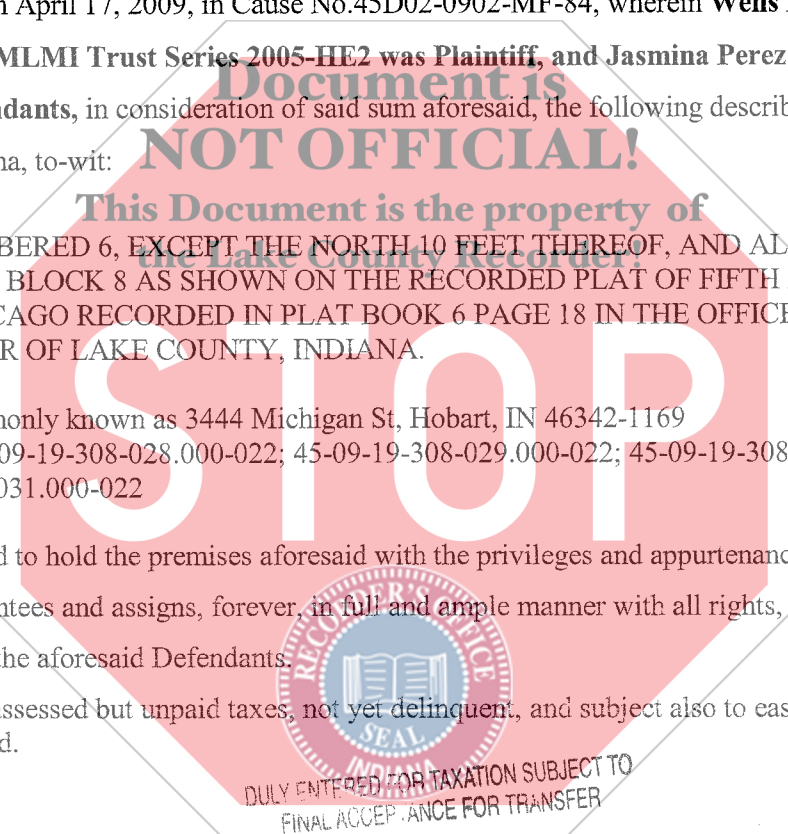 n April 17, 2009, in Cause No.45D02-0902-MF-84, wherein Wells
MLMI Trust Series 2005-HE2 was Plaintiff, and Jasmina Perez
Document is
ndants, in consideration of said sum aforesaid, the following describ
NOT OFFICIAL!
na, to-wit:
This Document is the property of
BERED 6, EXCEPT THE NORTH 10 FEET THEREOF, AND AL
the Lake County Recorder!
BLOCK 8 AS SHOWN ON THE RECORDED PLAT OF FIFTH
CAGO RECORDED IN PLAT BOOK 6 PAGE 18 IN THE OFFICE
R OF LAKE COUNTY, INDIANA.
STOP
monly known as 3444 Michigan St, Hobart, IN 46342-1169
09-19-308-028.000-022; 45-09-19-308-029.000-022; 45-09-19-308
031.000-022
d to hold the premises aforesaid with the privileges and appurtenanc
ntees and assigns, forever, in full and ample manner with all rights,
the aforesaid Defendants.
RECORDER'S OFFICE
assessed but unpaid taxes, not yet delinquent, and subject also to eas
d.
SEAL
INDIANA
DULY ENTERED FOR TAXATION SUBJECT TO
FINAL ACCEPTANCE FOR TRANSFER